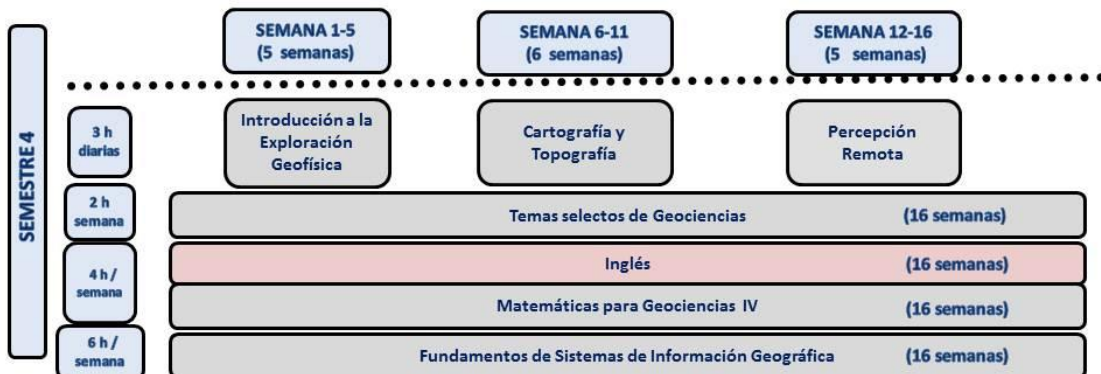 SEMESTRE 4
SEMANA 1-5
(5 semanas)
SEMANA 6-11
(6 semanas)
SEMANA 12-16
(5 semanas)
3 h
diarias
Introducción a la
Exploración
Geofísica
Cartografía y
Topografía
Percepción
Remota
2 h
semana
Temas selectos de Geociencias (16 semanas)
4 h /
semana
Inglés (16 semanas)
Matemáticas para Geociencias IV (16 semanas)
6 h /
semana
Fundamentos de Sistemas de Información Geográfica (16 semanas)